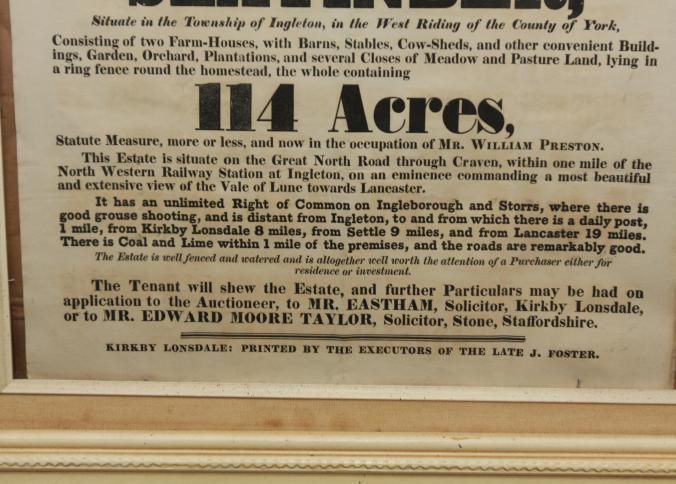 Situate in the Township of Ingleton, in the West Riding of the County of York,
Consisting of two Farm-Houses, with Barns, Stables, Cow-Sheds, and other convenient Build-
ings, Garden, Orchard, Plantations, and several Closes of Meadow and Pasture Land, lying in
a ring fence round the homestead, the whole containing
114 Acres,
Statute Measure, more or less, and now in the occupation of MR. WILLIAM PRESTON.
This Estate is situate on the Great North Road through Craven, within one mile of the
North Western Railway Station at Ingleton, on an eminence commanding a most beautiful
and extensive view of the Vale of Lune towards Lancaster.
It has an unlimited Right of Common on Ingleborough and Storrs, where there is
good grouse shooting, and is distant from Ingleton, to and from which there is a daily post,
1 mile, from Kirkby Lonsdale 8 miles, from Settle 9 miles, and from Lancaster 19 miles.
There is Coal and Lime within 1 mile of the premises, and the roads are remarkably good.
The Estate is well fenced and watered and is altogether well worth the attention of a Purchaser either for
residence or investment.
The Tenant will shew the Estate, and further Particulars may be had on
application to the Auctioneer, to MR. EASTHAM, Solicitor, Kirkby Lonsdale,
or to MR. EDWARD MOORE TAYLOR, Solicitor, Stone, Staffordshire.
KIRKBY LONSDALE: PRINTED BY THE EXECUTORS OF THE LATE J. FOSTER.